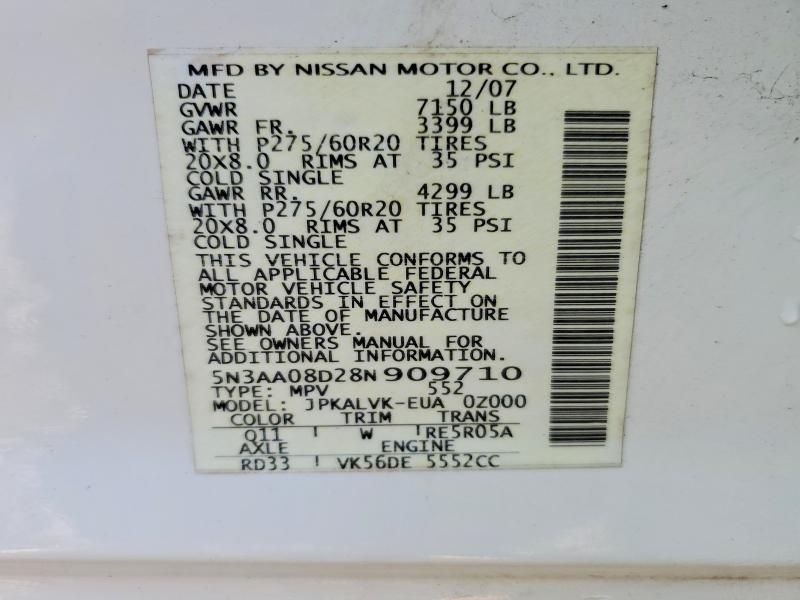 MFD BY NISSAN MOTOR CO., LTD.
DATE 12/07
GVWR 7150 LB
GAWR FR. 3399 LB
WITH P275/60R20 TIRES
20X8.0 RIMS AT 35 PSI
COLD SINGLE
GAWR RR. 4299 LB
WITH P275/60R20 TIRES
20X8.0 RIMS AT 35 PSI
COLD SINGLE
THIS VEHICLE CONFORMS TO
ALL APPLICABLE FEDERAL
MOTOR VEHICLE SAFETY
STANDARDS IN EFFECT ON
THE DATE OF MANUFACTURE
SHOWN ABOVE.
SEE OWNERS MANUAL FOR
ADDITIONAL INFORMATION.
5N3AA08D28N909710
TYPE: MPV 552
MODEL: JPKALVK-EUA 0Z000
COLOR TRIM TRANS
Q11 W RE5R05A
AXLE ENGINE
RD33 VK56DE 5552CC